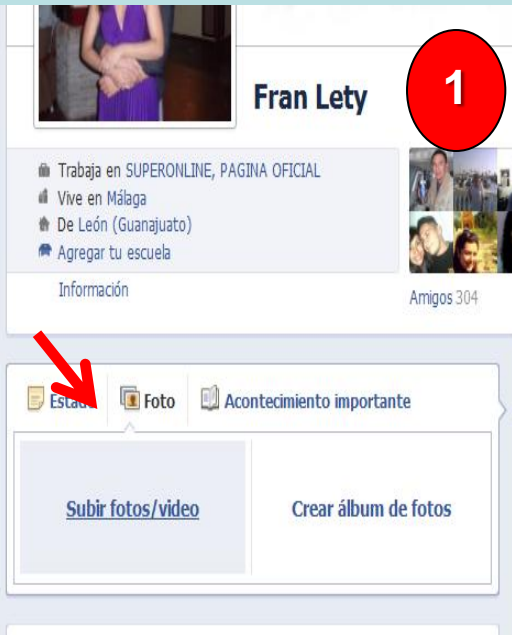 1
Fran Lety
Trabaja en SUPERONLINE, PAGINA OFICIAL
Vive en Málaga
De León (Guanajuato)
Agregar tu escuela
Información
Amigos 304
Foto
Acontecimiento importante
Subir fotos/video
Crear álbum de fotos